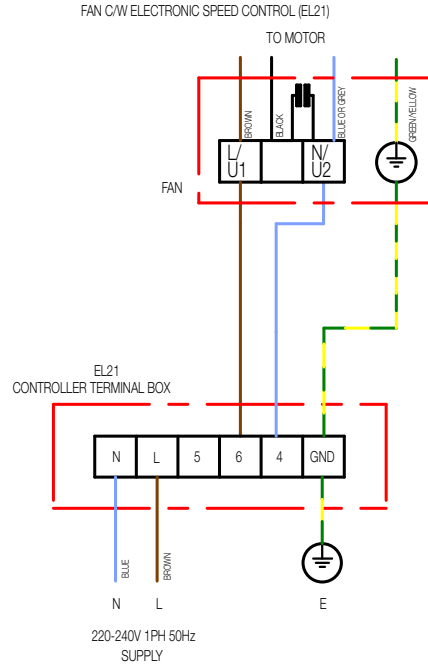 FAN C/W ELECTRONIC SPEED CONTROL (EL21)
TO MOTOR
BROWN
BLACK
BLUE OR GREY
GREEN/YELLOW
L/
U1
N/
U2
FAN
EL21
CONTROLLER TERMINAL BOX
N L 5 6 4 GND
BLUE
BROWN
N L E
220-240V 1PH 50Hz
SUPPLY